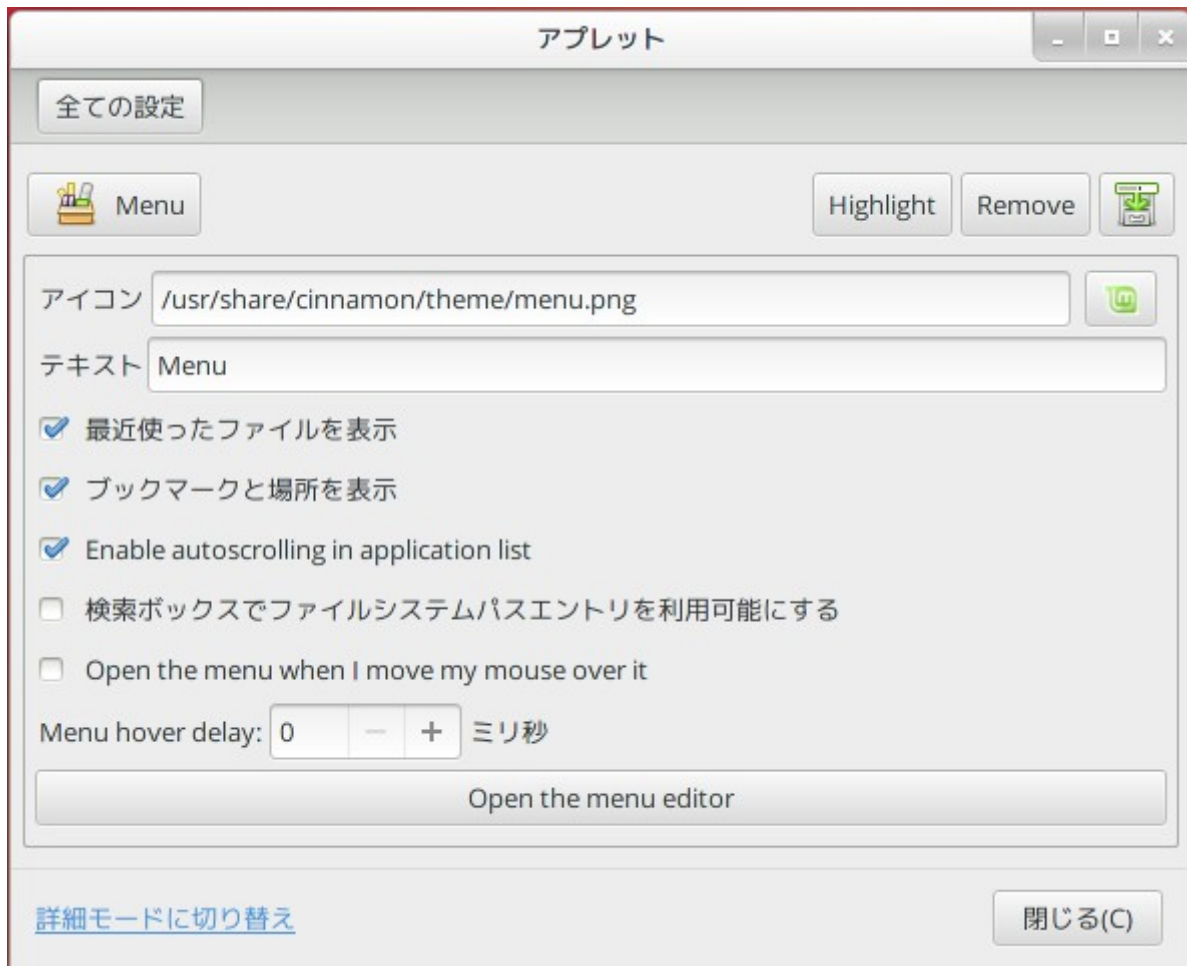 アプレット
全ての設定
Menu Highlight Remove
アイコン /usr/share/cinnamon/theme/menu.png
テキスト Menu
最近使ったファイルを表示
ブックマークと場所を表示
Enable autoscrolling in application list
検索ボックスでファイルシステムパスエントリを利用可能にする
Open the menu when I move my mouse over it
Menu hover delay: 0 − + ミリ秒
Open the menu editor
詳細モードに切り替え 閉じる(C)